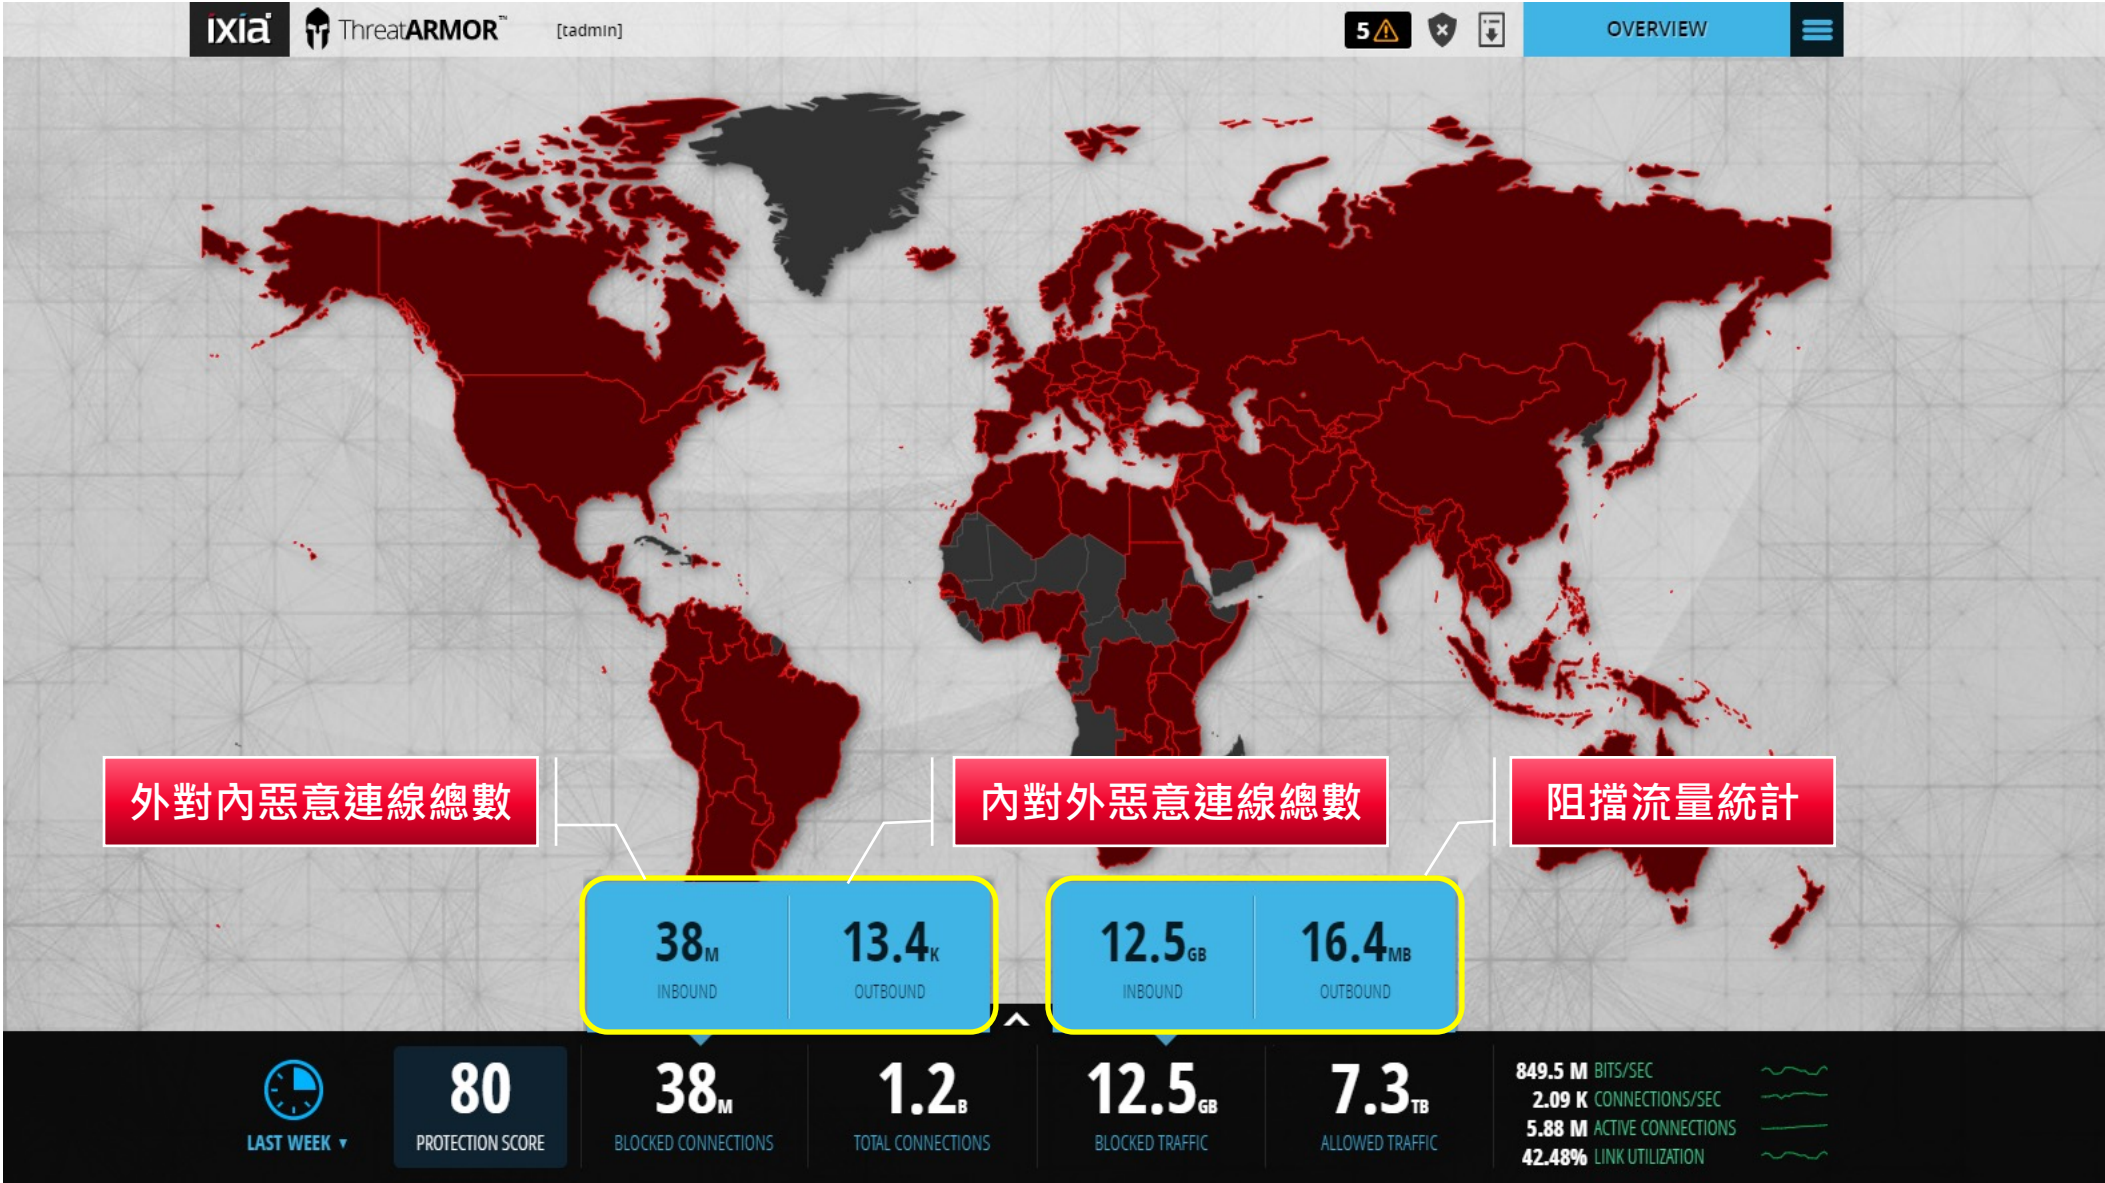 ixia
ThreatARMOR™
[tadmin]
5
OVERVIEW
外對內惡意連線總數
內對外惡意連線總數
阻擋流量統計
38M
INBOUND
13.4K
OUTBOUND
12.5GB
INBOUND
16.4MB
OUTBOUND
LAST WEEK
80
PROTECTION SCORE
38M
BLOCKED CONNECTIONS
1.2B
TOTAL CONNECTIONS
12.5GB
BLOCKED TRAFFIC
7.3TB
ALLOWED TRAFFIC
849.5 M BITS/SEC
2.09 K CONNECTIONS/SEC
5.88 M ACTIVE CONNECTIONS
42.48% LINK UTILIZATION